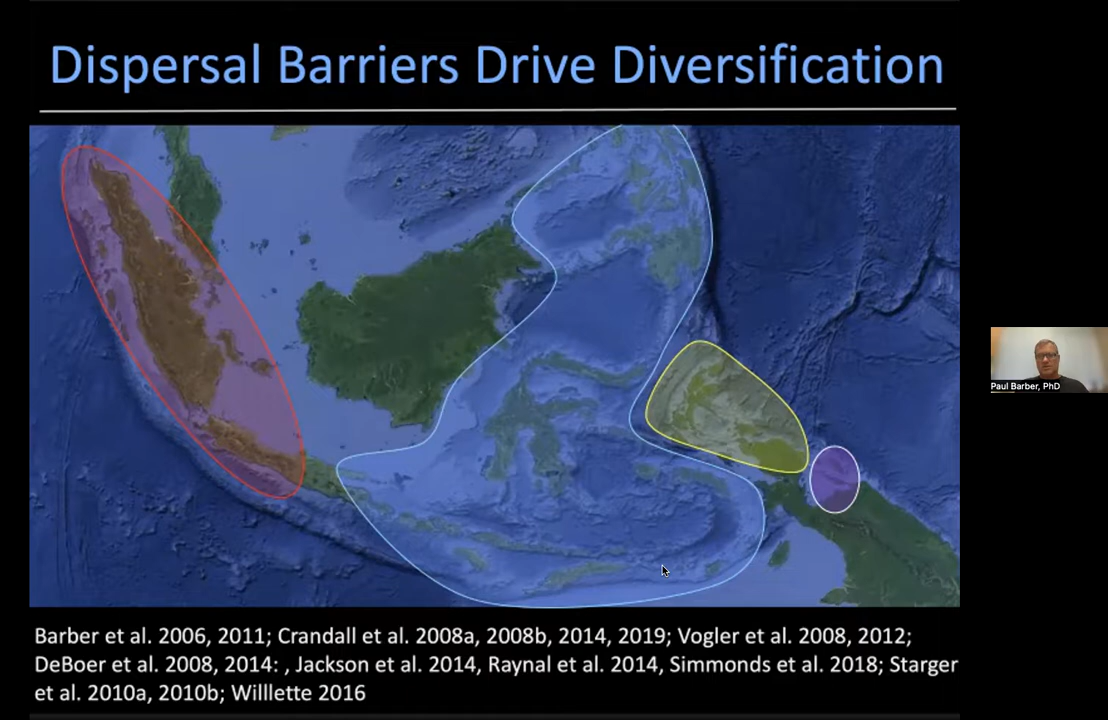 Dispersal Barriers Drive Diversification
Paul Barber, PhD
Barber et al. 2006, 2011; Crandall et al. 2008a, 2008b, 2014, 2019; Vogler et al. 2008, 2012;
DeBoer et al. 2008, 2014: , Jackson et al. 2014, Raynal et al. 2014, Simmonds et al. 2018; Starger
et al. 2010a, 2010b; Willlette 2016